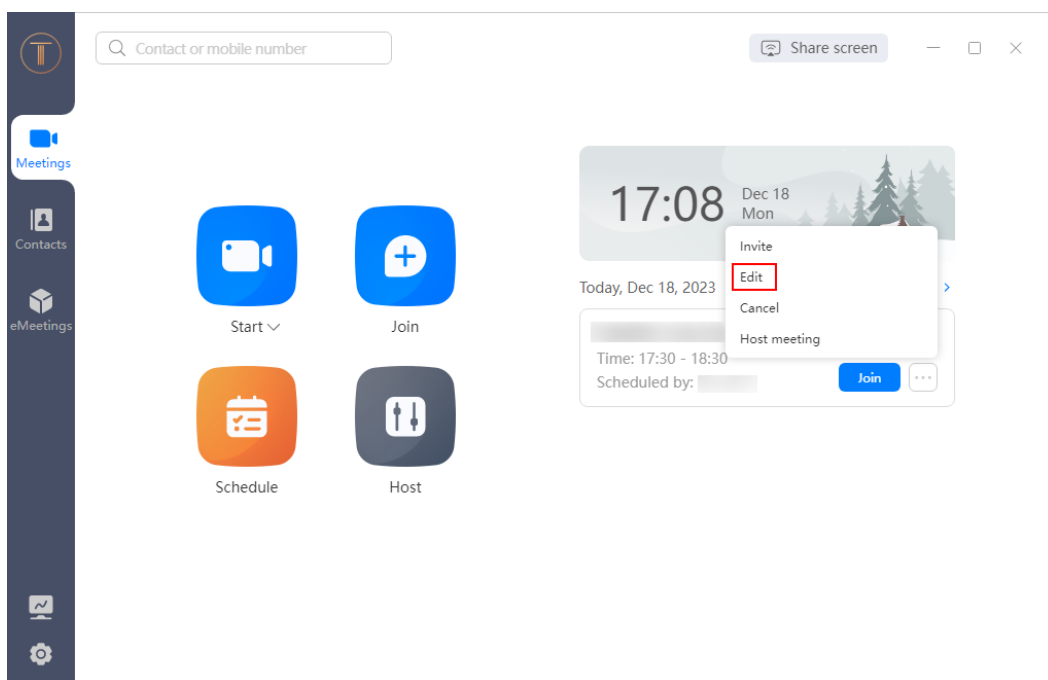 Contact or mobile number
Share screen
Meetings
Contacts
eMeetings
Start
Join
Schedule
Host
17:08
Dec 18
Mon
Invite
Edit
Cancel
Host meeting
Today, Dec 18, 2023
Time: 17:30 - 18:30
Scheduled by:
Join